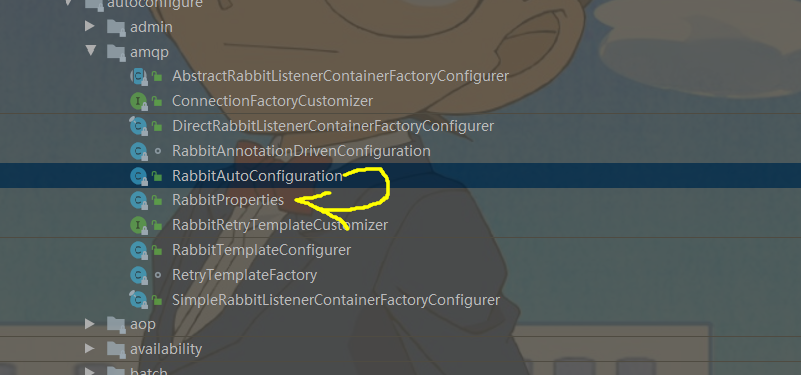 autoconfigure
admin
amqp
AbstractRabbitListenerContainerFactoryConfigurer
ConnectionFactoryCustomizer
DirectRabbitListenerContainerFactoryConfigurer
RabbitAnnotationDrivenConfiguration
RabbitAutoConfiguration
RabbitProperties
RabbitRetryTemplateCustomizer
RabbitTemplateConfigurer
RetryTemplateFactory
SimpleRabbitListenerContainerFactoryConfigurer
aop
availability
batch